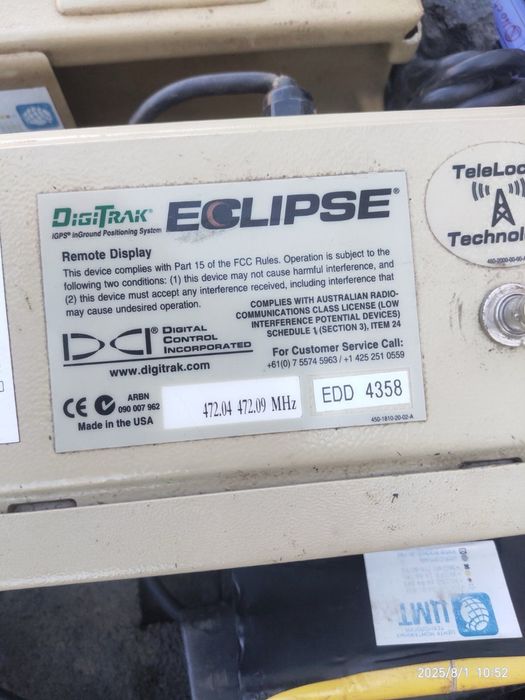 DIGITRAK® ECLIPSE®
iGPS® inGround Positioning System
TeleLoc
Technol
Remote Display
This device complies with Part 15 of the FCC Rules. Operation is subject to the
following two conditions: (1) this device may not cause harmful interference, and
(2) this device must accept any interference received, including interference that
may cause undesired operation.
COMPLIES WITH AUSTRALIAN RADIO-
COMMUNICATIONS CLASS LICENSE (LOW
INTERFERENCE POTENTIAL DEVICES)
SCHEDULE 1, (SECTION 3), ITEM 24
DCI DIGITAL
CONTROL
INCORPORATED
www.digitrak.com
For Customer Service Call:
+61(0) 7 5574 5963 / +1 425 251 0559
CE
ARBN
090 007 962
Made in the USA
472.04 472.09 MHz
EDD 4358
450-1810-20-02-A
ЦМТ
2025/8/1 10:52